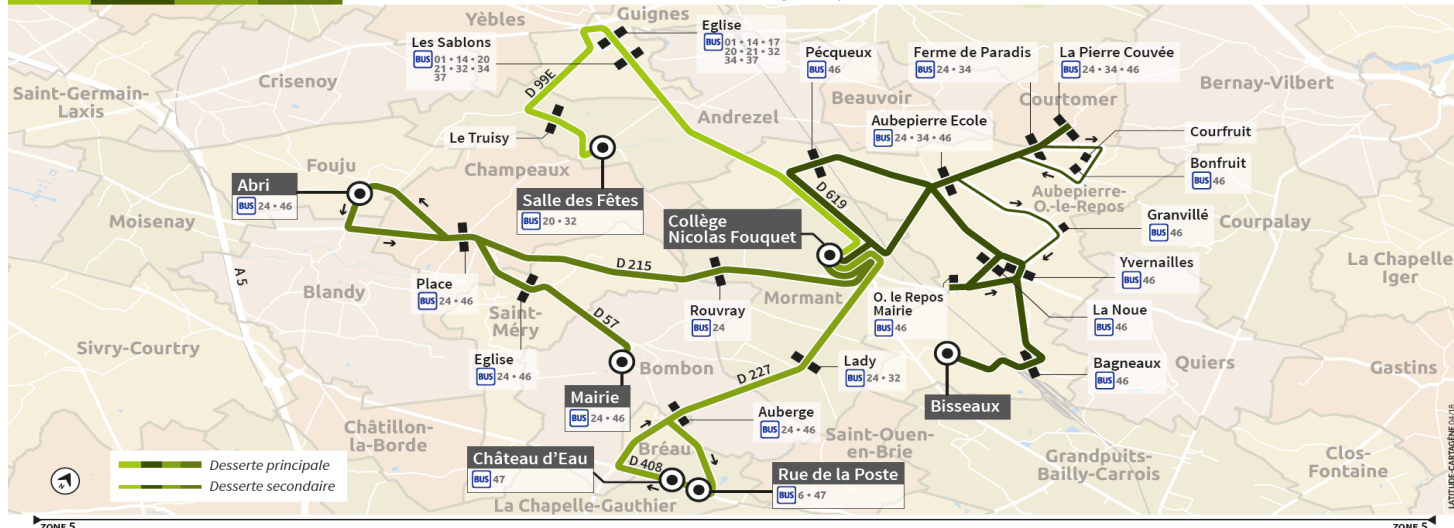 Yèbles
Guignes
Crisenoy
Saint-Germain-
Laxis
Les Sablons
BUS 01 • 14 • 20
21 • 32 • 34
37
Eglise
BUS 01 • 14 • 17
20 • 21 • 32
34 • 37
Pécqueux
BUS 46
Ferme de Paradis
BUS 24 • 34
La Pierre Couvée
BUS 24 • 34 • 46
Bernay-Vilbert
D 99E
Andrezel
Beauvoir
Courtomer
Le Truisy
Aubepierre Ecole
BUS 24 • 34 • 46
Courfruit
Bonfruit
BUS 46
Fouju
Champeaux
Abri
BUS 24 • 46
Salle des Fêtes
BUS 20 • 32
D 619
Aubepierre-
O.-le-Repos
Granvillé
BUS 46
Courpalay
Moisenay
Collège
Nicolas Fouquet
A 5
D 215
Yvernailles
BUS 46
La Chapelle
Iger
Blandy
Place
BUS 24 • 46
Saint-
Méry
Rouvray
BUS 24
Mormant
O. le Repos
Mairie
BUS 46
La Noue
BUS 46
D 57
Sivry-Courtry
Eglise
BUS 24 • 46
Bombon
D 227
Lady
BUS 24 • 32
Bagneaux
BUS 46
Quiers
Gastins
Mairie
BUS 24 • 46
Bisseaux
Auberge
BUS 24 • 46
Châtillon-
la-Borde
Saint-Ouen-
en-Brie
Bréau
Château d’Eau
BUS 47
D 408
Rue de la Poste
BUS 6 • 47
Grandpuits-
Bailly-Carrois
Clos-
Fontaine
Desserte principale
Desserte secondaire
N
La Chapelle-Gauthier
LATITUDE-CARTAGÈNE 04/18
ZONE 5
ZONE 5